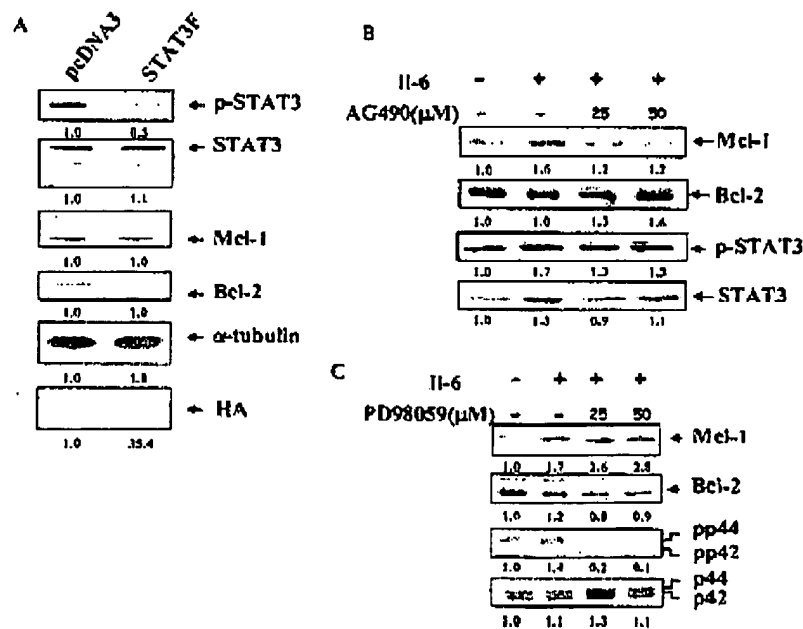 A
pcDNA3 STAT3F
p-STAT3
1.0 0.3
STAT3
1.0 1.1
Mcl-1
1.0 1.0
Bcl-2
1.0 1.0
α-tubulin
1.0 1.8
HA
1.0 35.4
B
Il-6 - + + +
AG490(μM) - - 25 50
Mcl-1
1.0 1.6 1.2 1.2
Bcl-2
1.0 1.0 1.3 1.6
p-STAT3
1.0 1.7 1.3 1.3
STAT3
1.0 1.3 0.9 1.1
C
Il-6 - + + +
PD98059(μM) - - 25 50
Mcl-1
1.0 1.7 2.6 2.8
Bcl-2
1.0 1.2 0.8 0.9
pp44
pp42
1.0 1.4 0.2 0.1
p44
p42
1.0 1.1 1.3 1.1